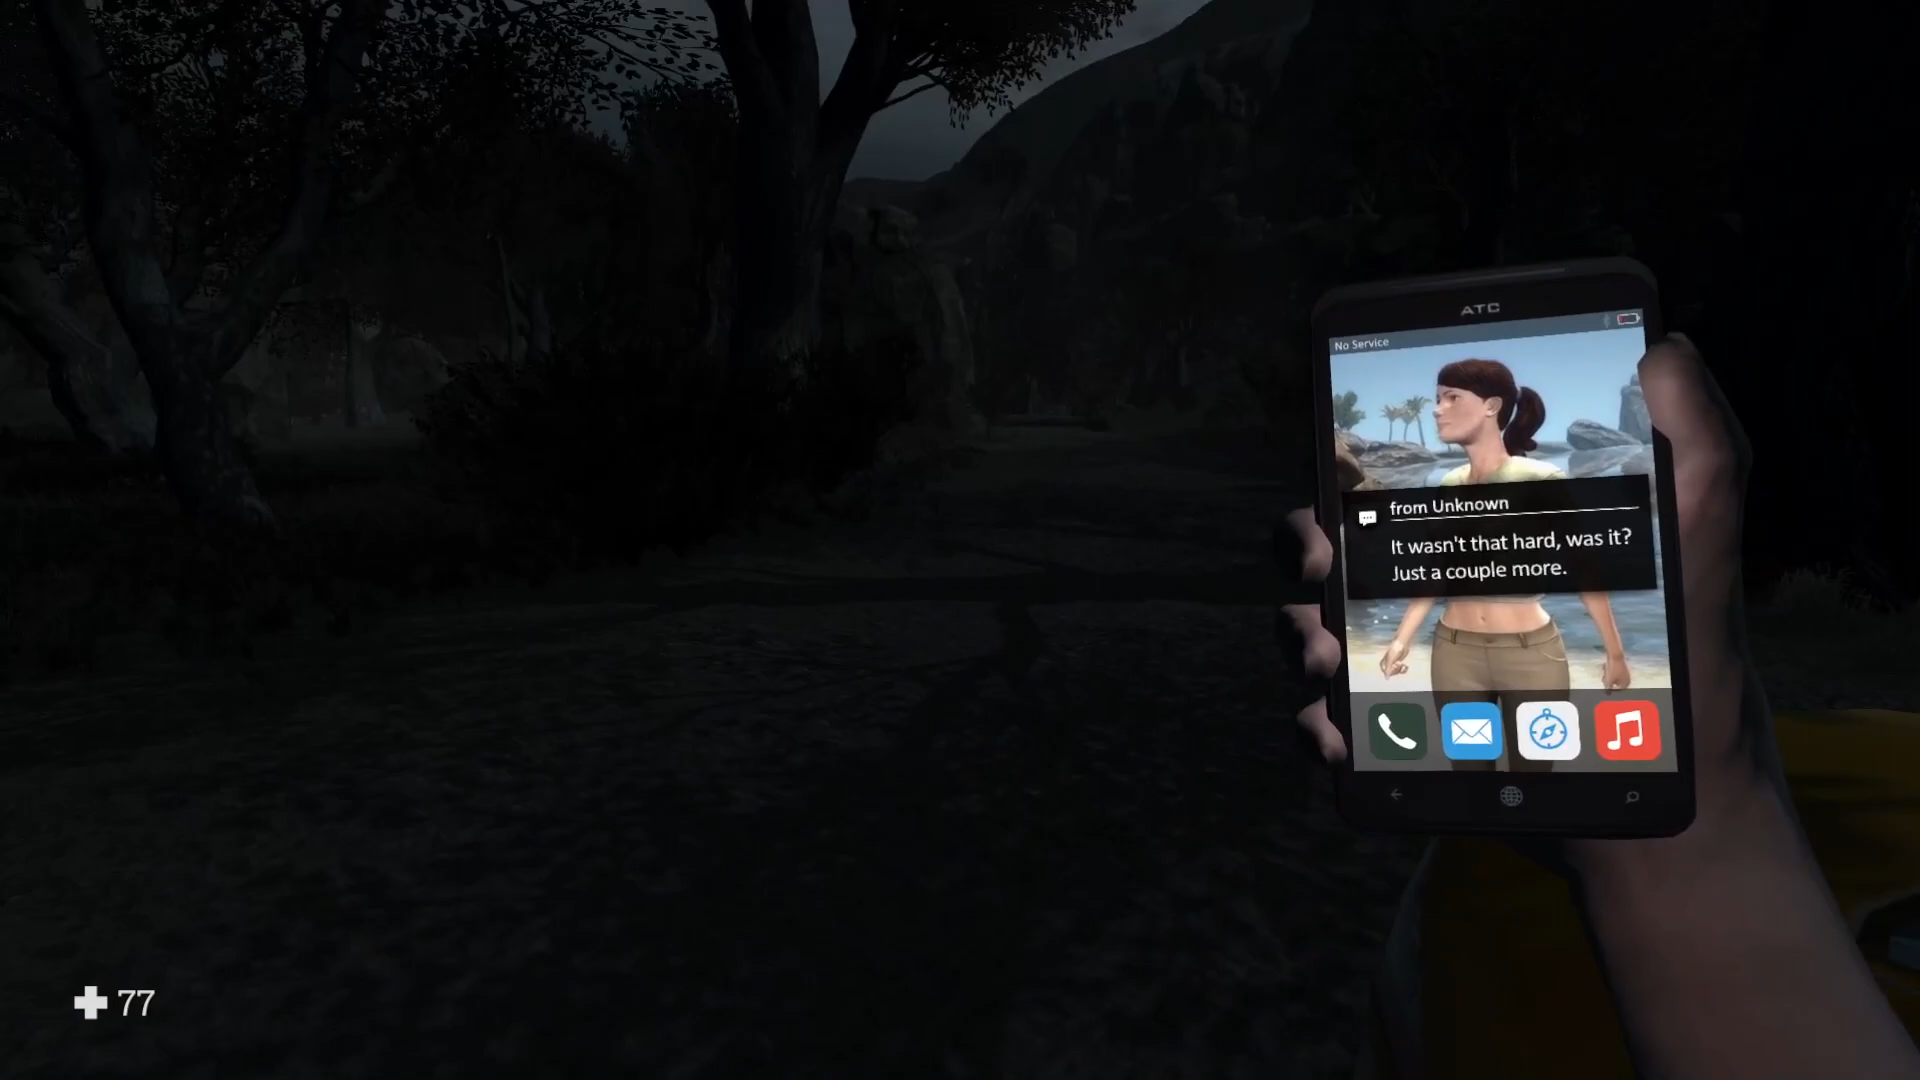 ATC
No Service
from Unknown
It wasn't that hard, was it?
Just a couple more.
77